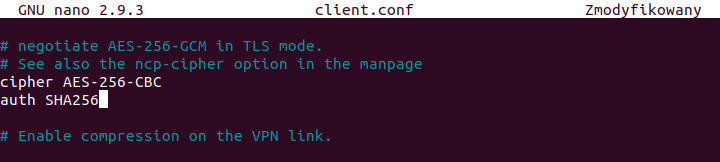 GNU nano 2.9.3 client.conf Zmodyfikowany
# negotiate AES-256-GCM in TLS mode.
# See also the ncp-cipher option in the manpage
cipher AES-256-CBC
auth SHA256
# Enable compression on the VPN link.